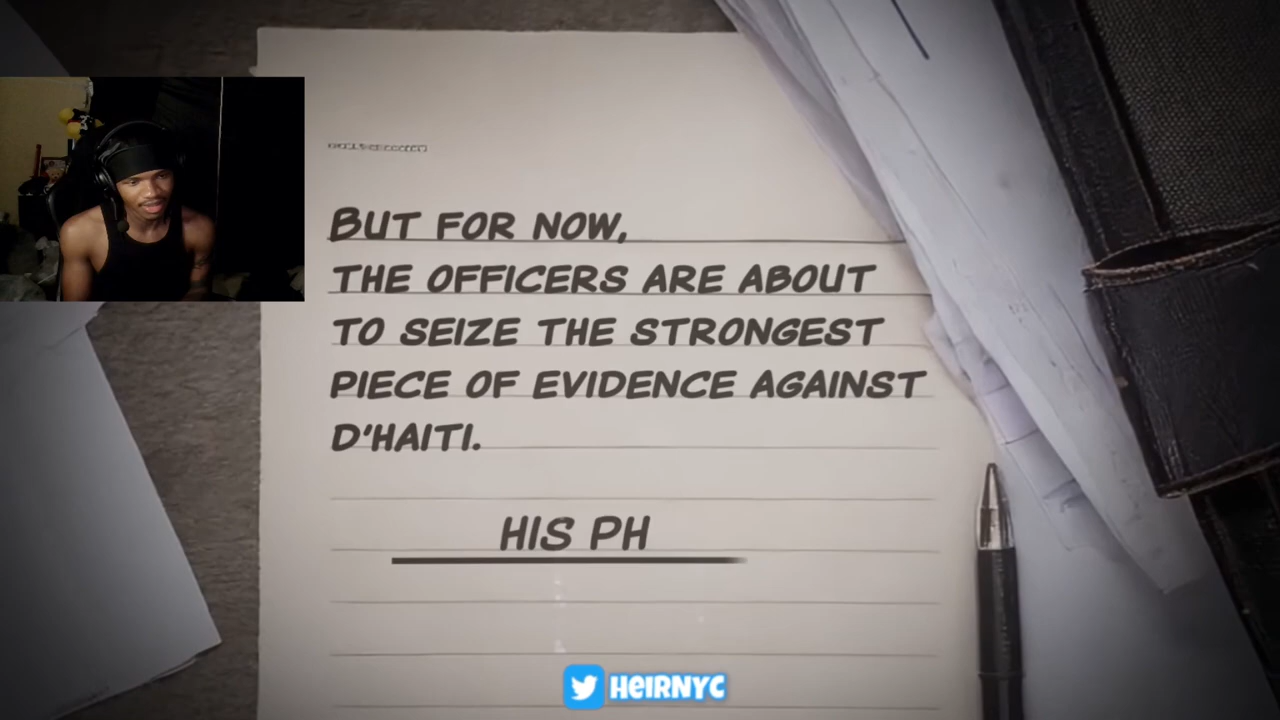 BUT FOR NOW,
THE OFFICERS ARE ABOUT
TO SEIZE THE STRONGEST
PIECE OF EVIDENCE AGAINST
D'HAITI.
HIS PH
HEIRNYC